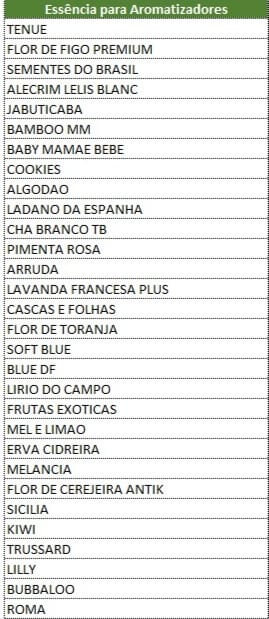 Essência para Aromatizadores
TENUE
FLOR DE FIGO PREMIUM
SEMENTES DO BRASIL
ALECRIM LELIS BLANC
JABUTICABA
BAMBOO MM
BABY MAMAE BEBE
COOKIES
ALGODAO
LADANO DA ESPANHA
CHA BRANCO TB
PIMENTA ROSA
ARRUDA
LAVANDA FRANCESA PLUS
CASCAS E FOLHAS
FLOR DE TORANJA
SOFT BLUE
BLUE DF
LIRIO DO CAMPO
FRUTAS EXOTICAS
MEL E LIMAO
ERVA CIDREIRA
MELANCIA
FLOR DE CEREJEIRA ANTIK
SICILIA
KIWI
TRUSSARD
LILLY
BUBBALOO
ROMA